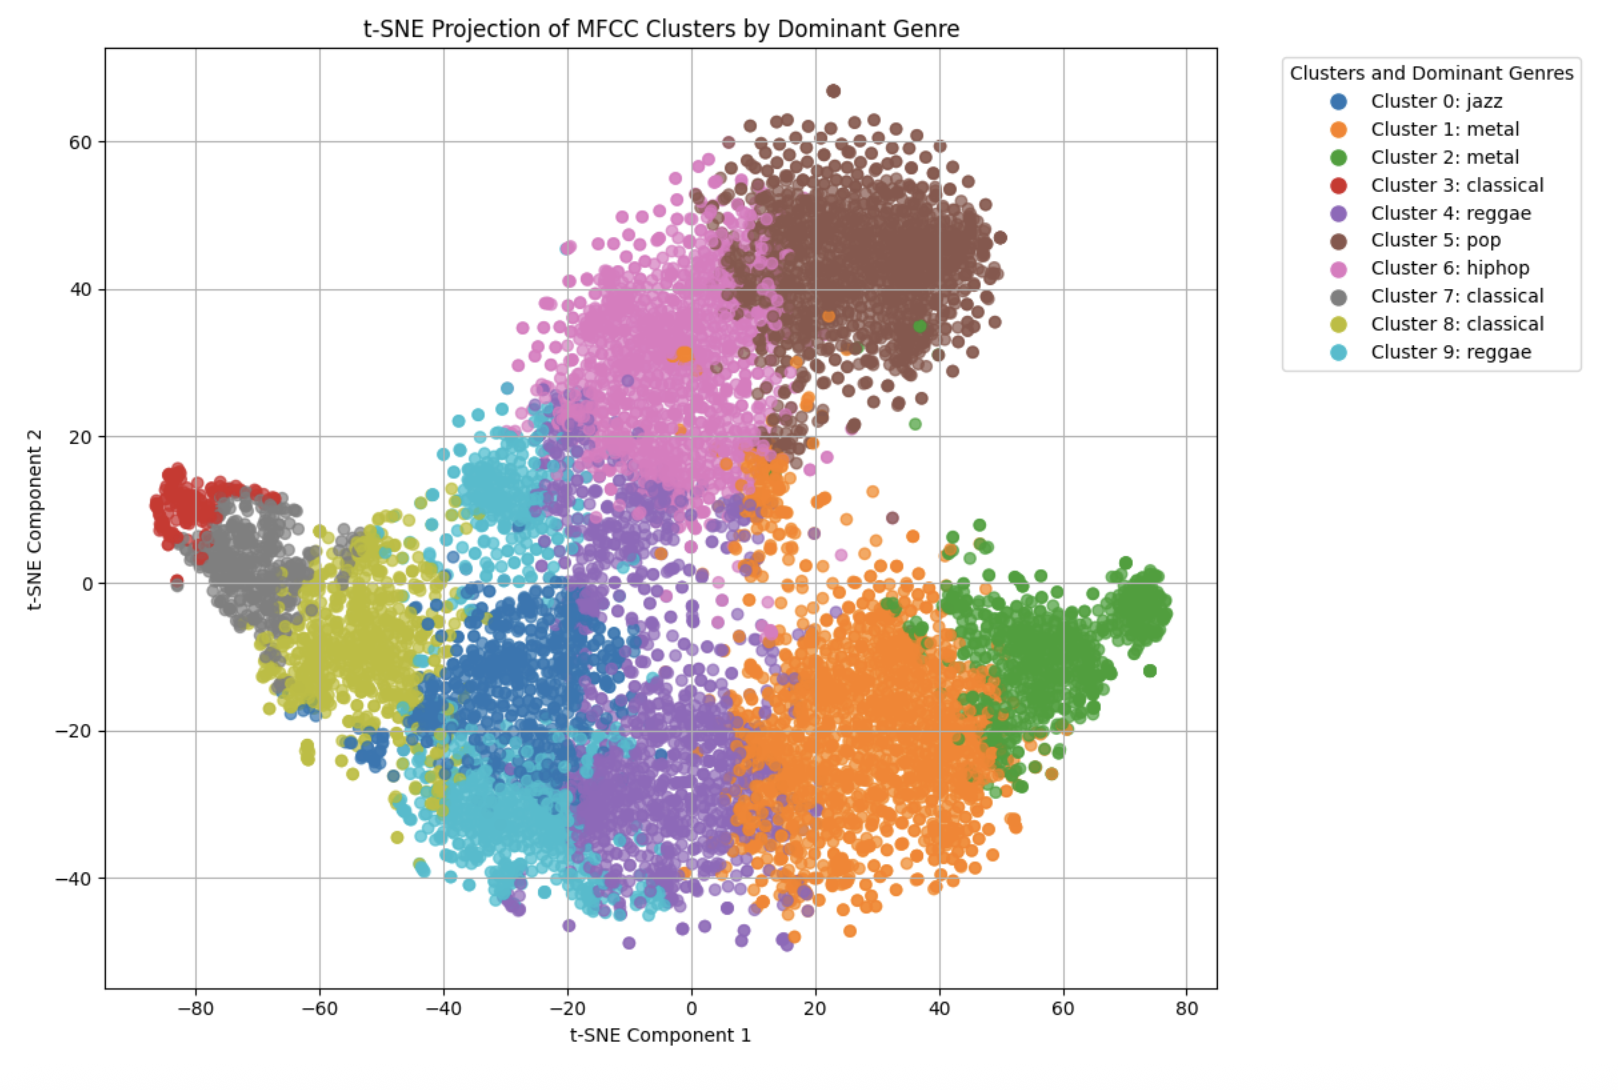 t-SNE Projection of MFCC Clusters by Dominant Genre
Clusters and Dominant Genres
Cluster 0: jazz
Cluster 1: metal
Cluster 2: metal
Cluster 3: classical
Cluster 4: reggae
Cluster 5: pop
Cluster 6: hiphop
Cluster 7: classical
Cluster 8: classical
Cluster 9: reggae
t-SNE Component 2
60
40
20
0
−20
−40
−80 −60 −40 −20 0 20 40 60 80
t-SNE Component 1